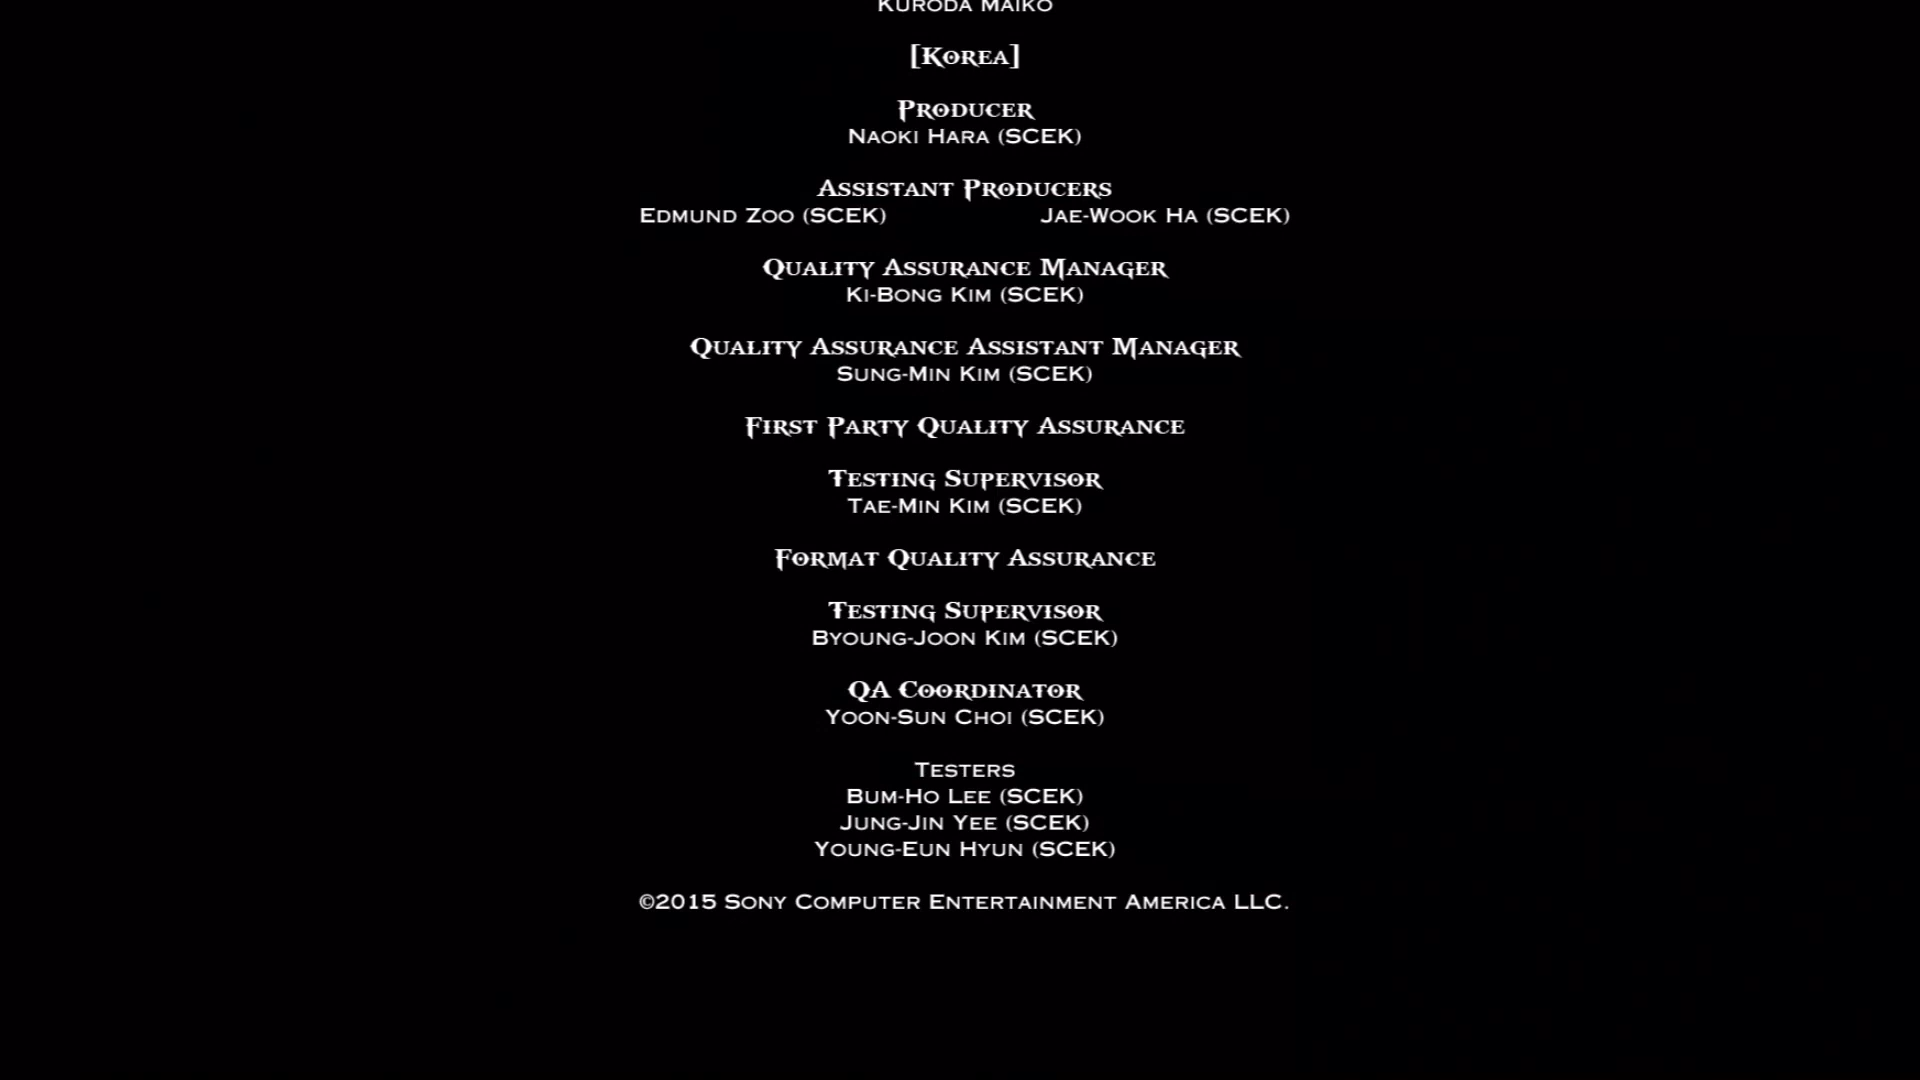 Kuroda Maiko
[Korea]
Producer
Naoki Hara (SCEK)
Assistant Producers
Edmund Zoo (SCEK) Jae-Wook Ha (SCEK)
Quality Assurance Manager
Ki-Bong Kim (SCEK)
Quality Assurance Assistant Manager
Sung-Min Kim (SCEK)
First Party Quality Assurance
Testing Supervisor
Tae-Min Kim (SCEK)
Format Quality Assurance
Testing Supervisor
Byoung-Joon Kim (SCEK)
QA Coordinator
Yoon-Sun Choi (SCEK)
Testers
Bum-Ho Lee (SCEK)
Jung-Jin Yee (SCEK)
Young-Eun Hyun (SCEK)
©2015 Sony Computer Entertainment America LLC.